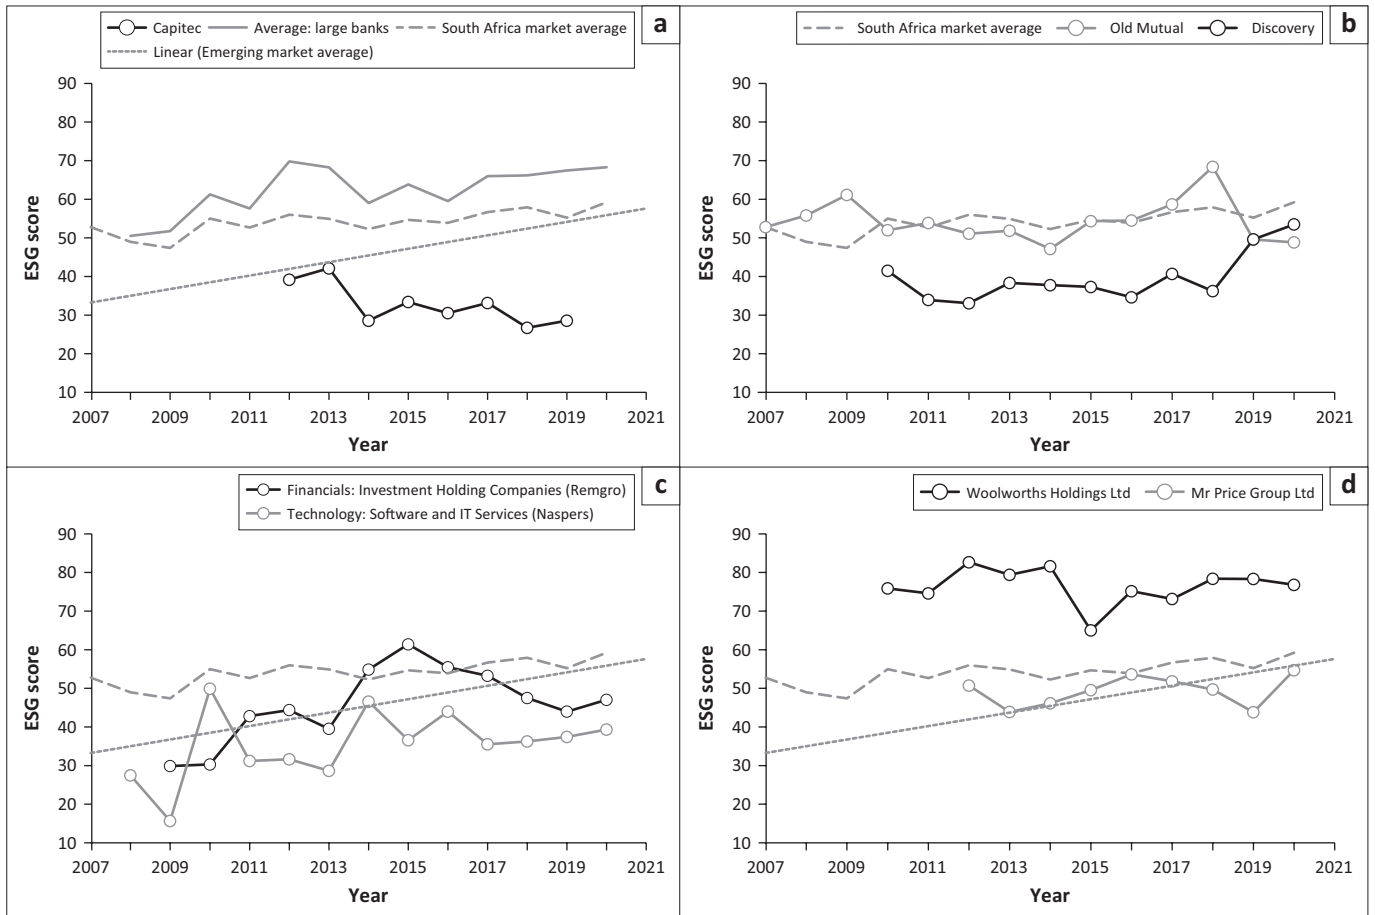 Capitec Average: large banks South Africa market average
Linear (Emerging market average)
a
90
80
70
60
50
40
30
20
10
ESG score
2007 2009 2011 2013 2015 2017 2019 2021
Year
South Africa market average Old Mutual Discovery
b
90
80
70
60
50
40
30
20
10
ESG score
2007 2009 2011 2013 2015 2017 2019 2021
Year
Financials: Investment Holding Companies (Remgro)
Technology: Software and IT Services (Naspers)
c
90
80
70
60
50
40
30
20
10
ESG score
2007 2009 2011 2013 2015 2017 2019 2021
Year
Woolworths Holdings Ltd Mr Price Group Ltd
d
90
80
70
60
50
40
30
20
10
ESG score
2007 2009 2011 2013 2015 2017 2019 2021
Year